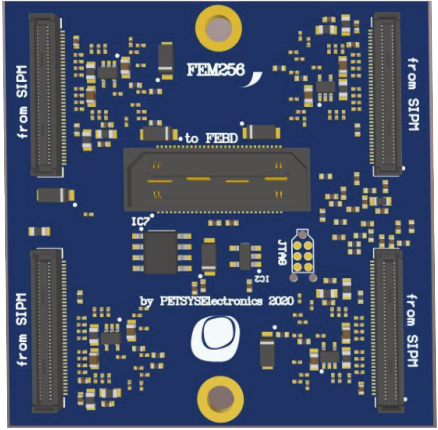 FEM256
from SIPM
from SIPM
to FEBD
IC7
JTAG
IC2
by PETSYSElectronics 2020
from SIPM
from SIPM